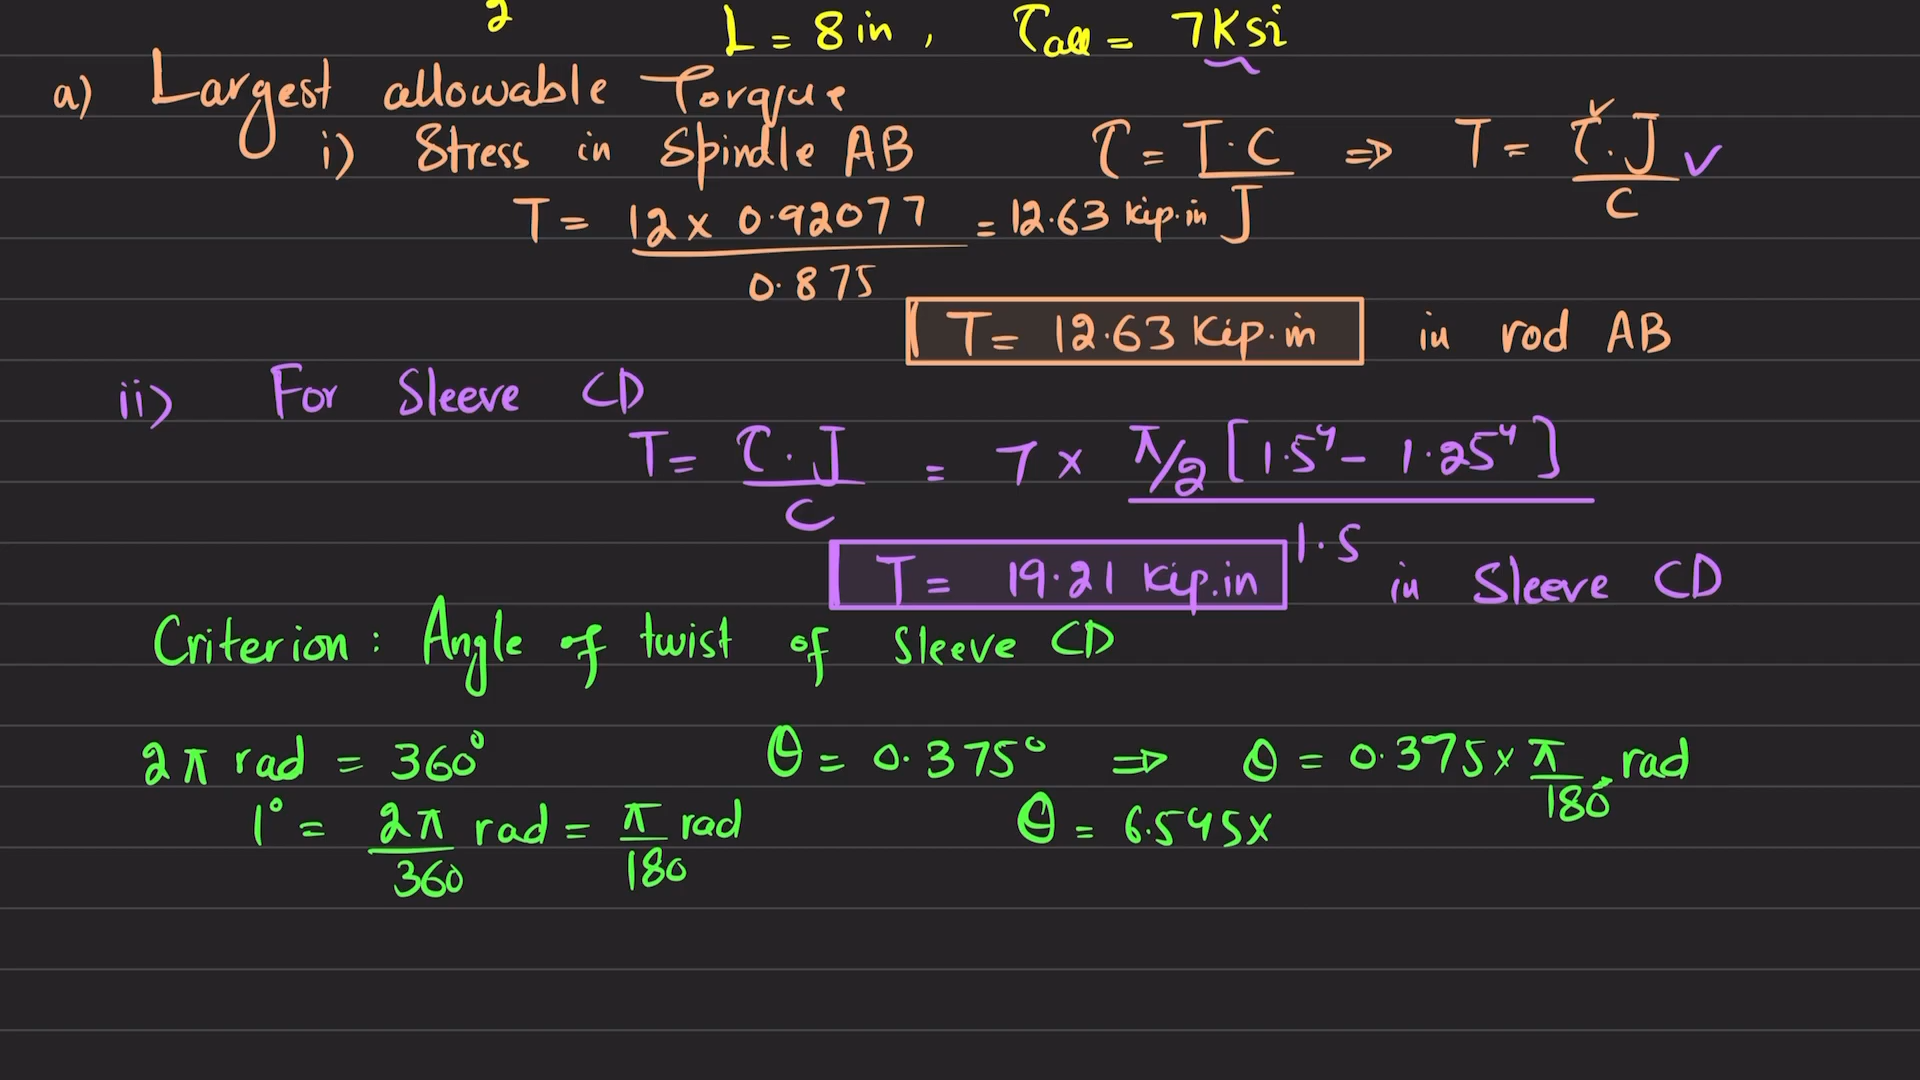 2 L = 8 in , τall = 7 Ksi
a) Largest allowable Torque
i) Stress in Spindle AB τ = T·C / J ⇒ T = τ·J / C ✓
T = 12 x 0.92077 / 0.875 = 12.63 kip.in
T = 12.63 Kip.in in rod AB
ii) For Sleeve CD
T = τ.J / C = 7 x π/2 [1.5⁴ - 1.25⁴] / 1.5
T = 19.21 kip.in in Sleeve CD
Criterion : Angle of twist of Sleeve CD
2π rad = 360° θ = 0.375° ⇒ θ = 0.375 x π / 180 rad
1° = 2π / 360 rad = π / 180 rad θ = 6.545x